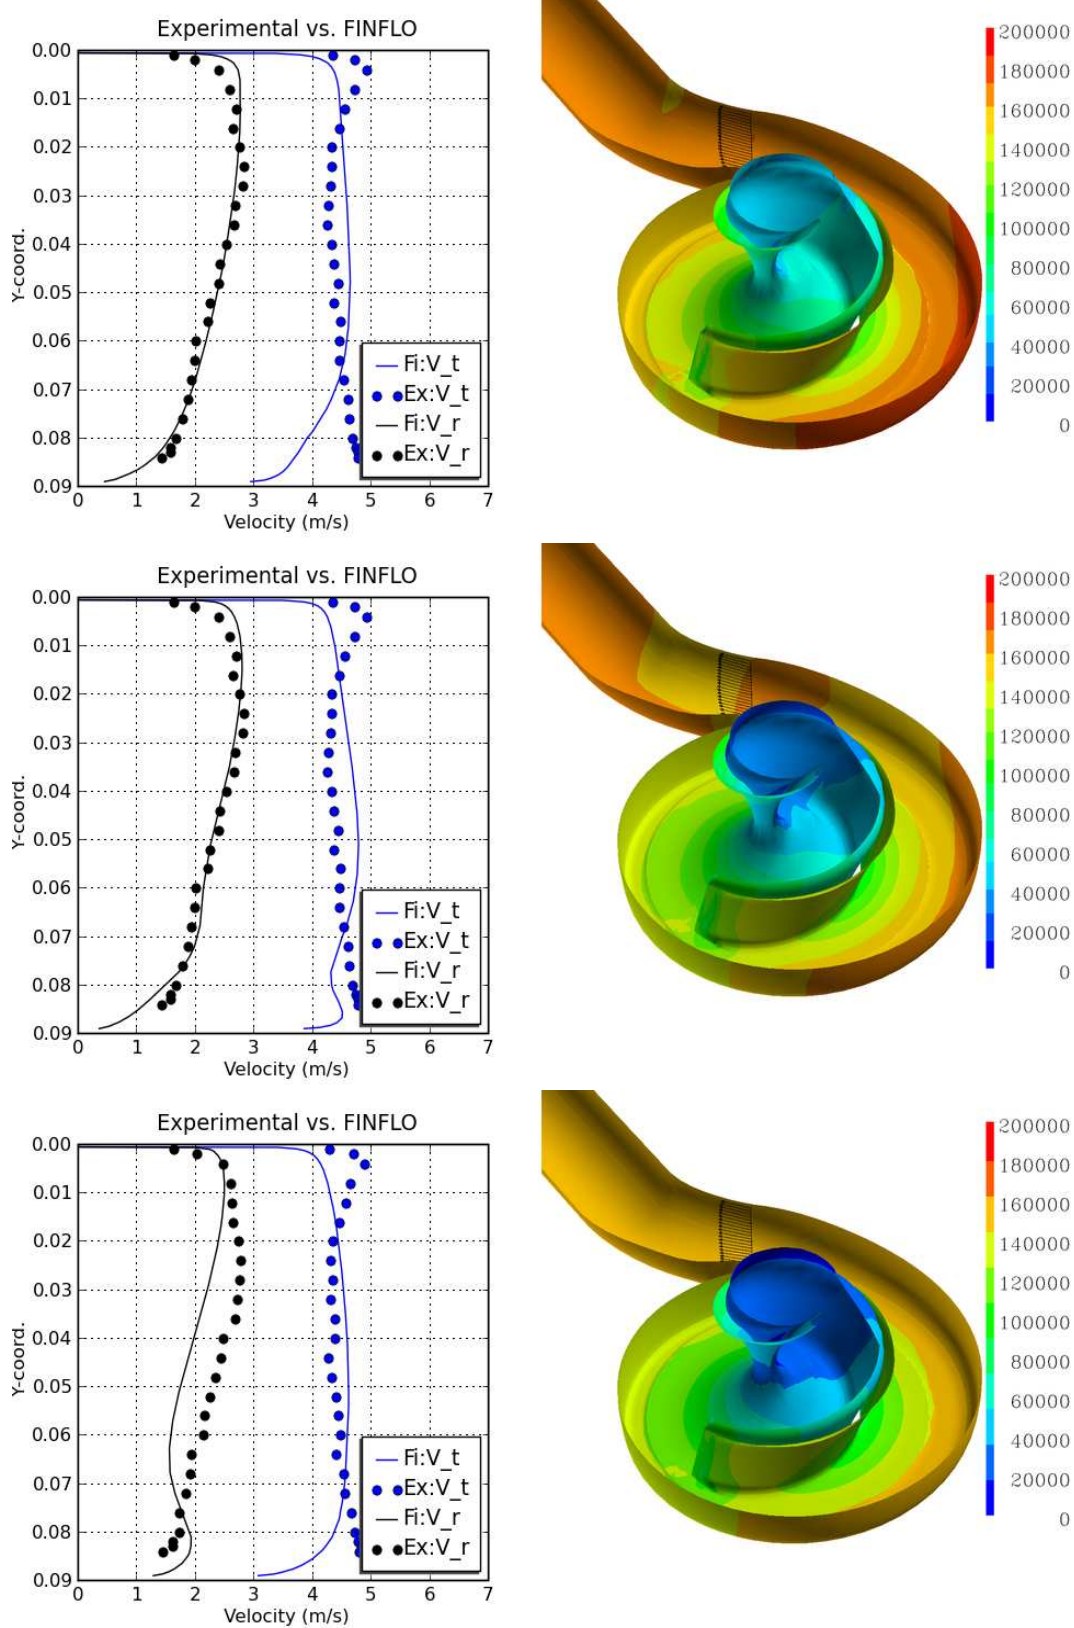 Experimental vs. FINFLO
0.00
0.01
0.02
0.03
0.04
0.05
0.06
0.07
0.08
0.09
Y-coord.
0 1 2 3 4 5 6 7
Velocity (m/s)
Fi:V_t
Ex:V_t
Fi:V_r
Ex:V_r
200000
180000
160000
140000
120000
100000
80000
60000
40000
20000
0
Experimental vs. FINFLO
0.00
0.01
0.02
0.03
0.04
0.05
0.06
0.07
0.08
0.09
Y-coord.
0 1 2 3 4 5 6 7
Velocity (m/s)
Fi:V_t
Ex:V_t
Fi:V_r
Ex:V_r
200000
180000
160000
140000
120000
100000
80000
60000
40000
20000
0
Experimental vs. FINFLO
0.00
0.01
0.02
0.03
0.04
0.05
0.06
0.07
0.08
0.09
Y-coord.
0 1 2 3 4 5 6 7
Velocity (m/s)
Fi:V_t
Ex:V_t
Fi:V_r
Ex:V_r
200000
180000
160000
140000
120000
100000
80000
60000
40000
20000
0